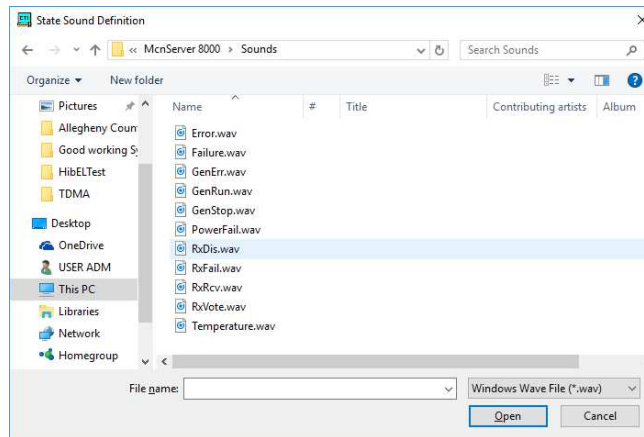 State Sound Definition
« McnServer 8000 > Sounds
Search Sounds
Organize
New folder
Name # Title Contributing artists Album
Pictures
Allegheny Coun
Good working Sy
HibELTest
TDMA
Desktop
OneDrive
USER ADM
This PC
Libraries
Network
Homegroup
Error.wav
Failure.wav
GenErr.wav
GenRun.wav
GenStop.wav
PowerFail.wav
RxDis.wav
RxFail.wav
RxRcv.wav
RxVote.wav
Temperature.wav
File name:
Windows Wave File (*.wav)
Open
Cancel